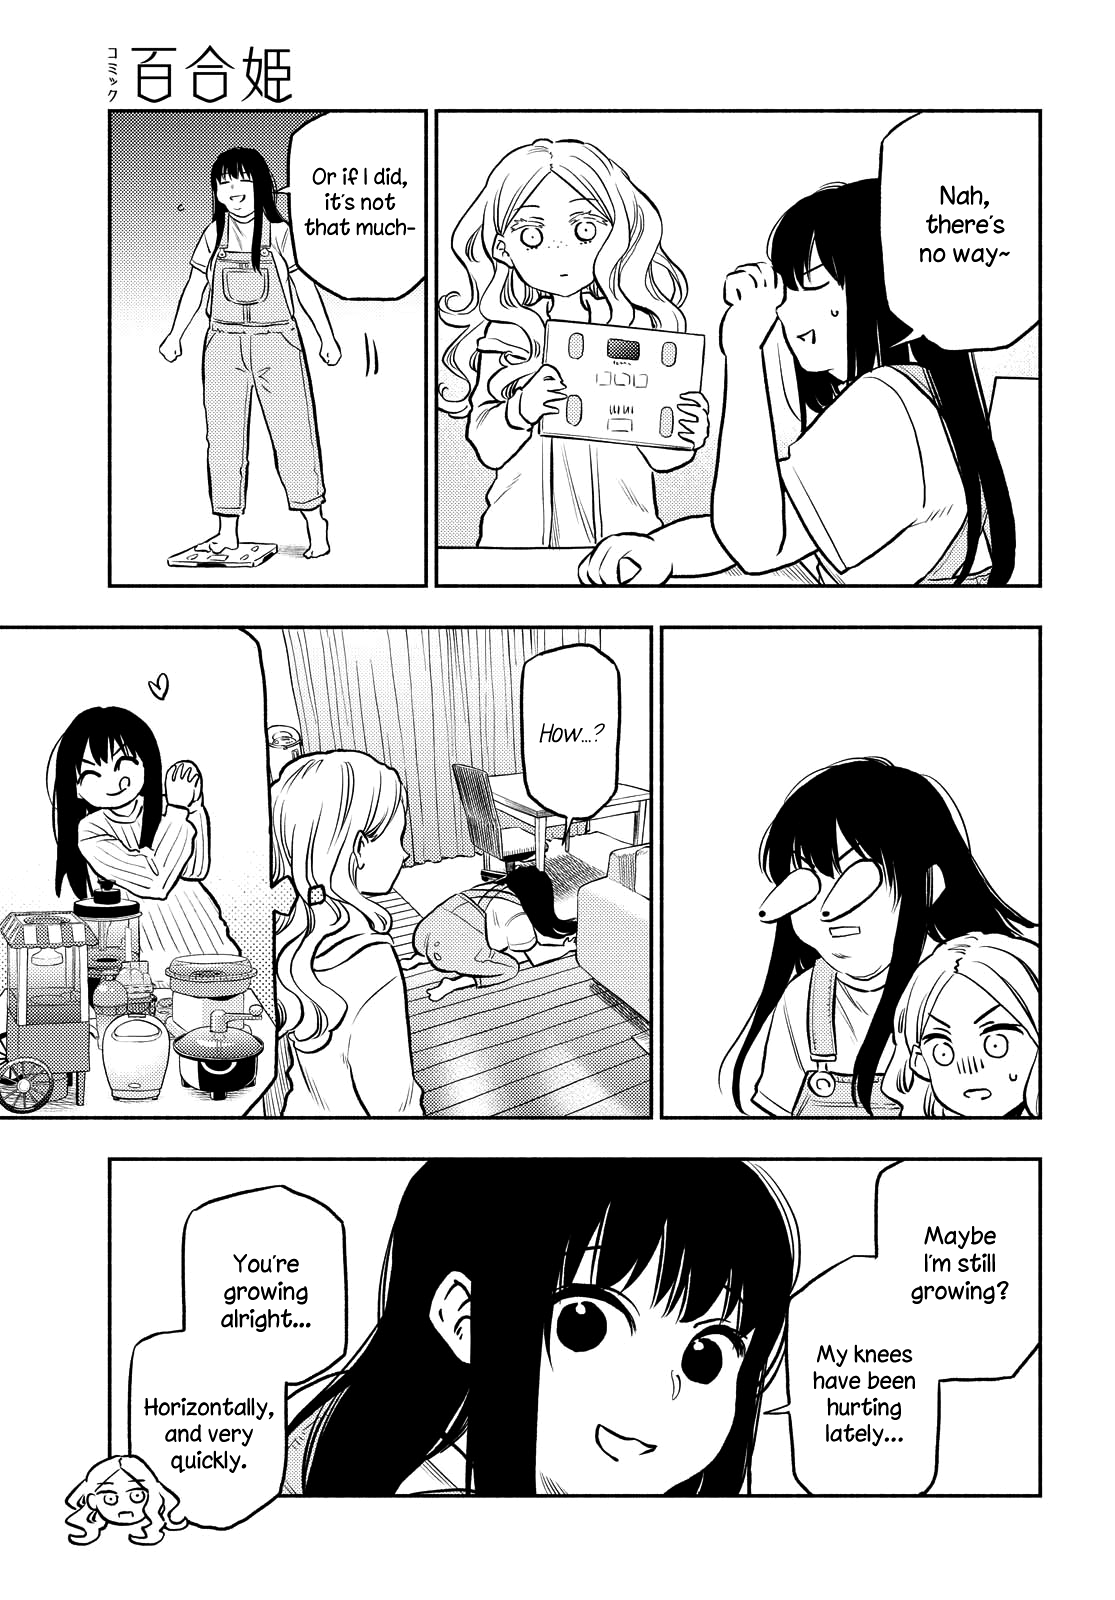 コミック
百合姫
Nah,
there's
no way~
Or if I did,
it's not
that much-
How...?
Maybe
I'm still
growing?
My knees
have been
hurting
lately...
You're
growing
alright...
Horizontally,
and very
quickly.